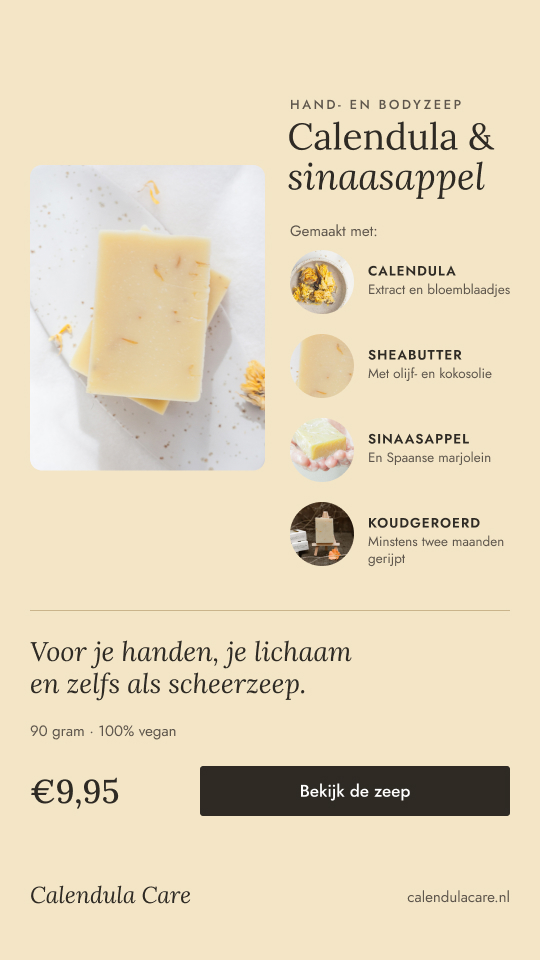 HAND- EN BODYZEEP
Calendula &
sinaasappel
Gemaakt met:
CALENDULA
Extract en bloemblaadjes
SHEABUTTER
Met olijf- en kokosolie
SINAASAPPEL
En Spaanse marjolein
KOUDGEROERD
Minstens twee maanden
gerijpt
Voor je handen, je lichaam
en zelfs als scheerzeep.
90 gram · 100% vegan
€9,95
Bekijk de zeep
Calendula Care
calendulacare.nl